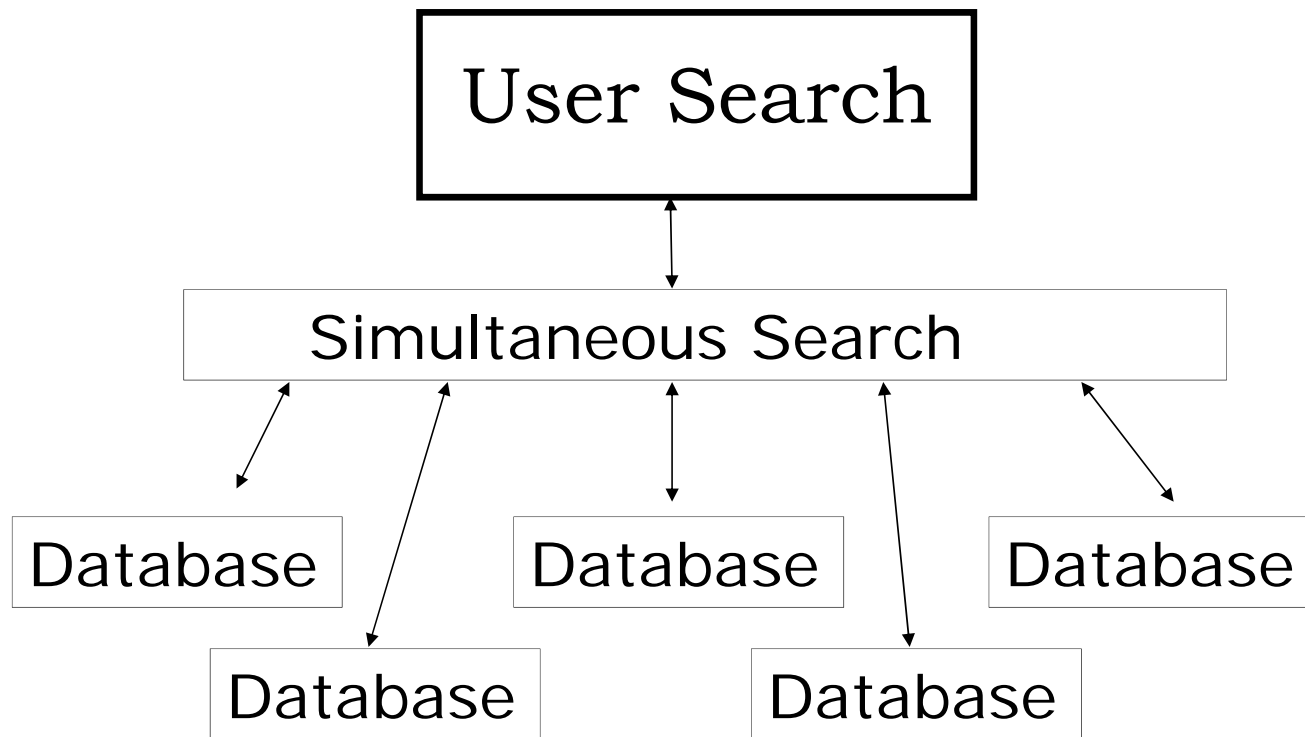 User Search
Simultaneous Search
Database
Database
Database
Database
Database